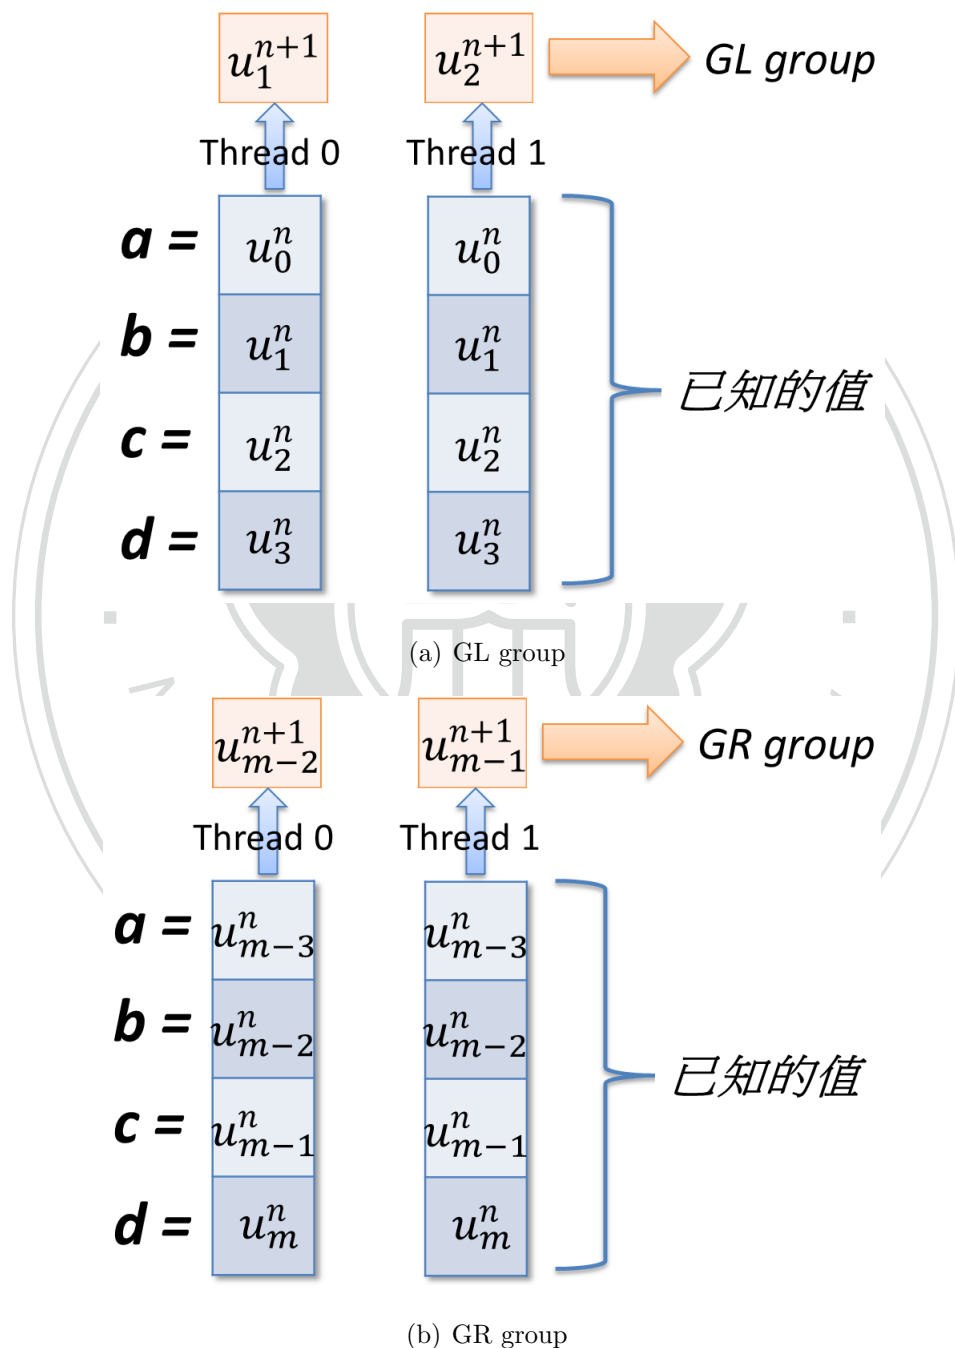 u_1^{n+1} u_2^{n+1} GL group
Thread 0 Thread 1
a = u_0^n u_0^n
b = u_1^n u_1^n
已知的值
c = u_2^n u_2^n
d = u_3^n u_3^n
(a) GL group
u_{m-2}^{n+1} u_{m-1}^{n+1} GR group
Thread 0 Thread 1
a = u_{m-3}^n u_{m-3}^n
b = u_{m-2}^n u_{m-2}^n
已知的值
c = u_{m-1}^n u_{m-1}^n
d = u_m^n u_m^n
(b) GR group